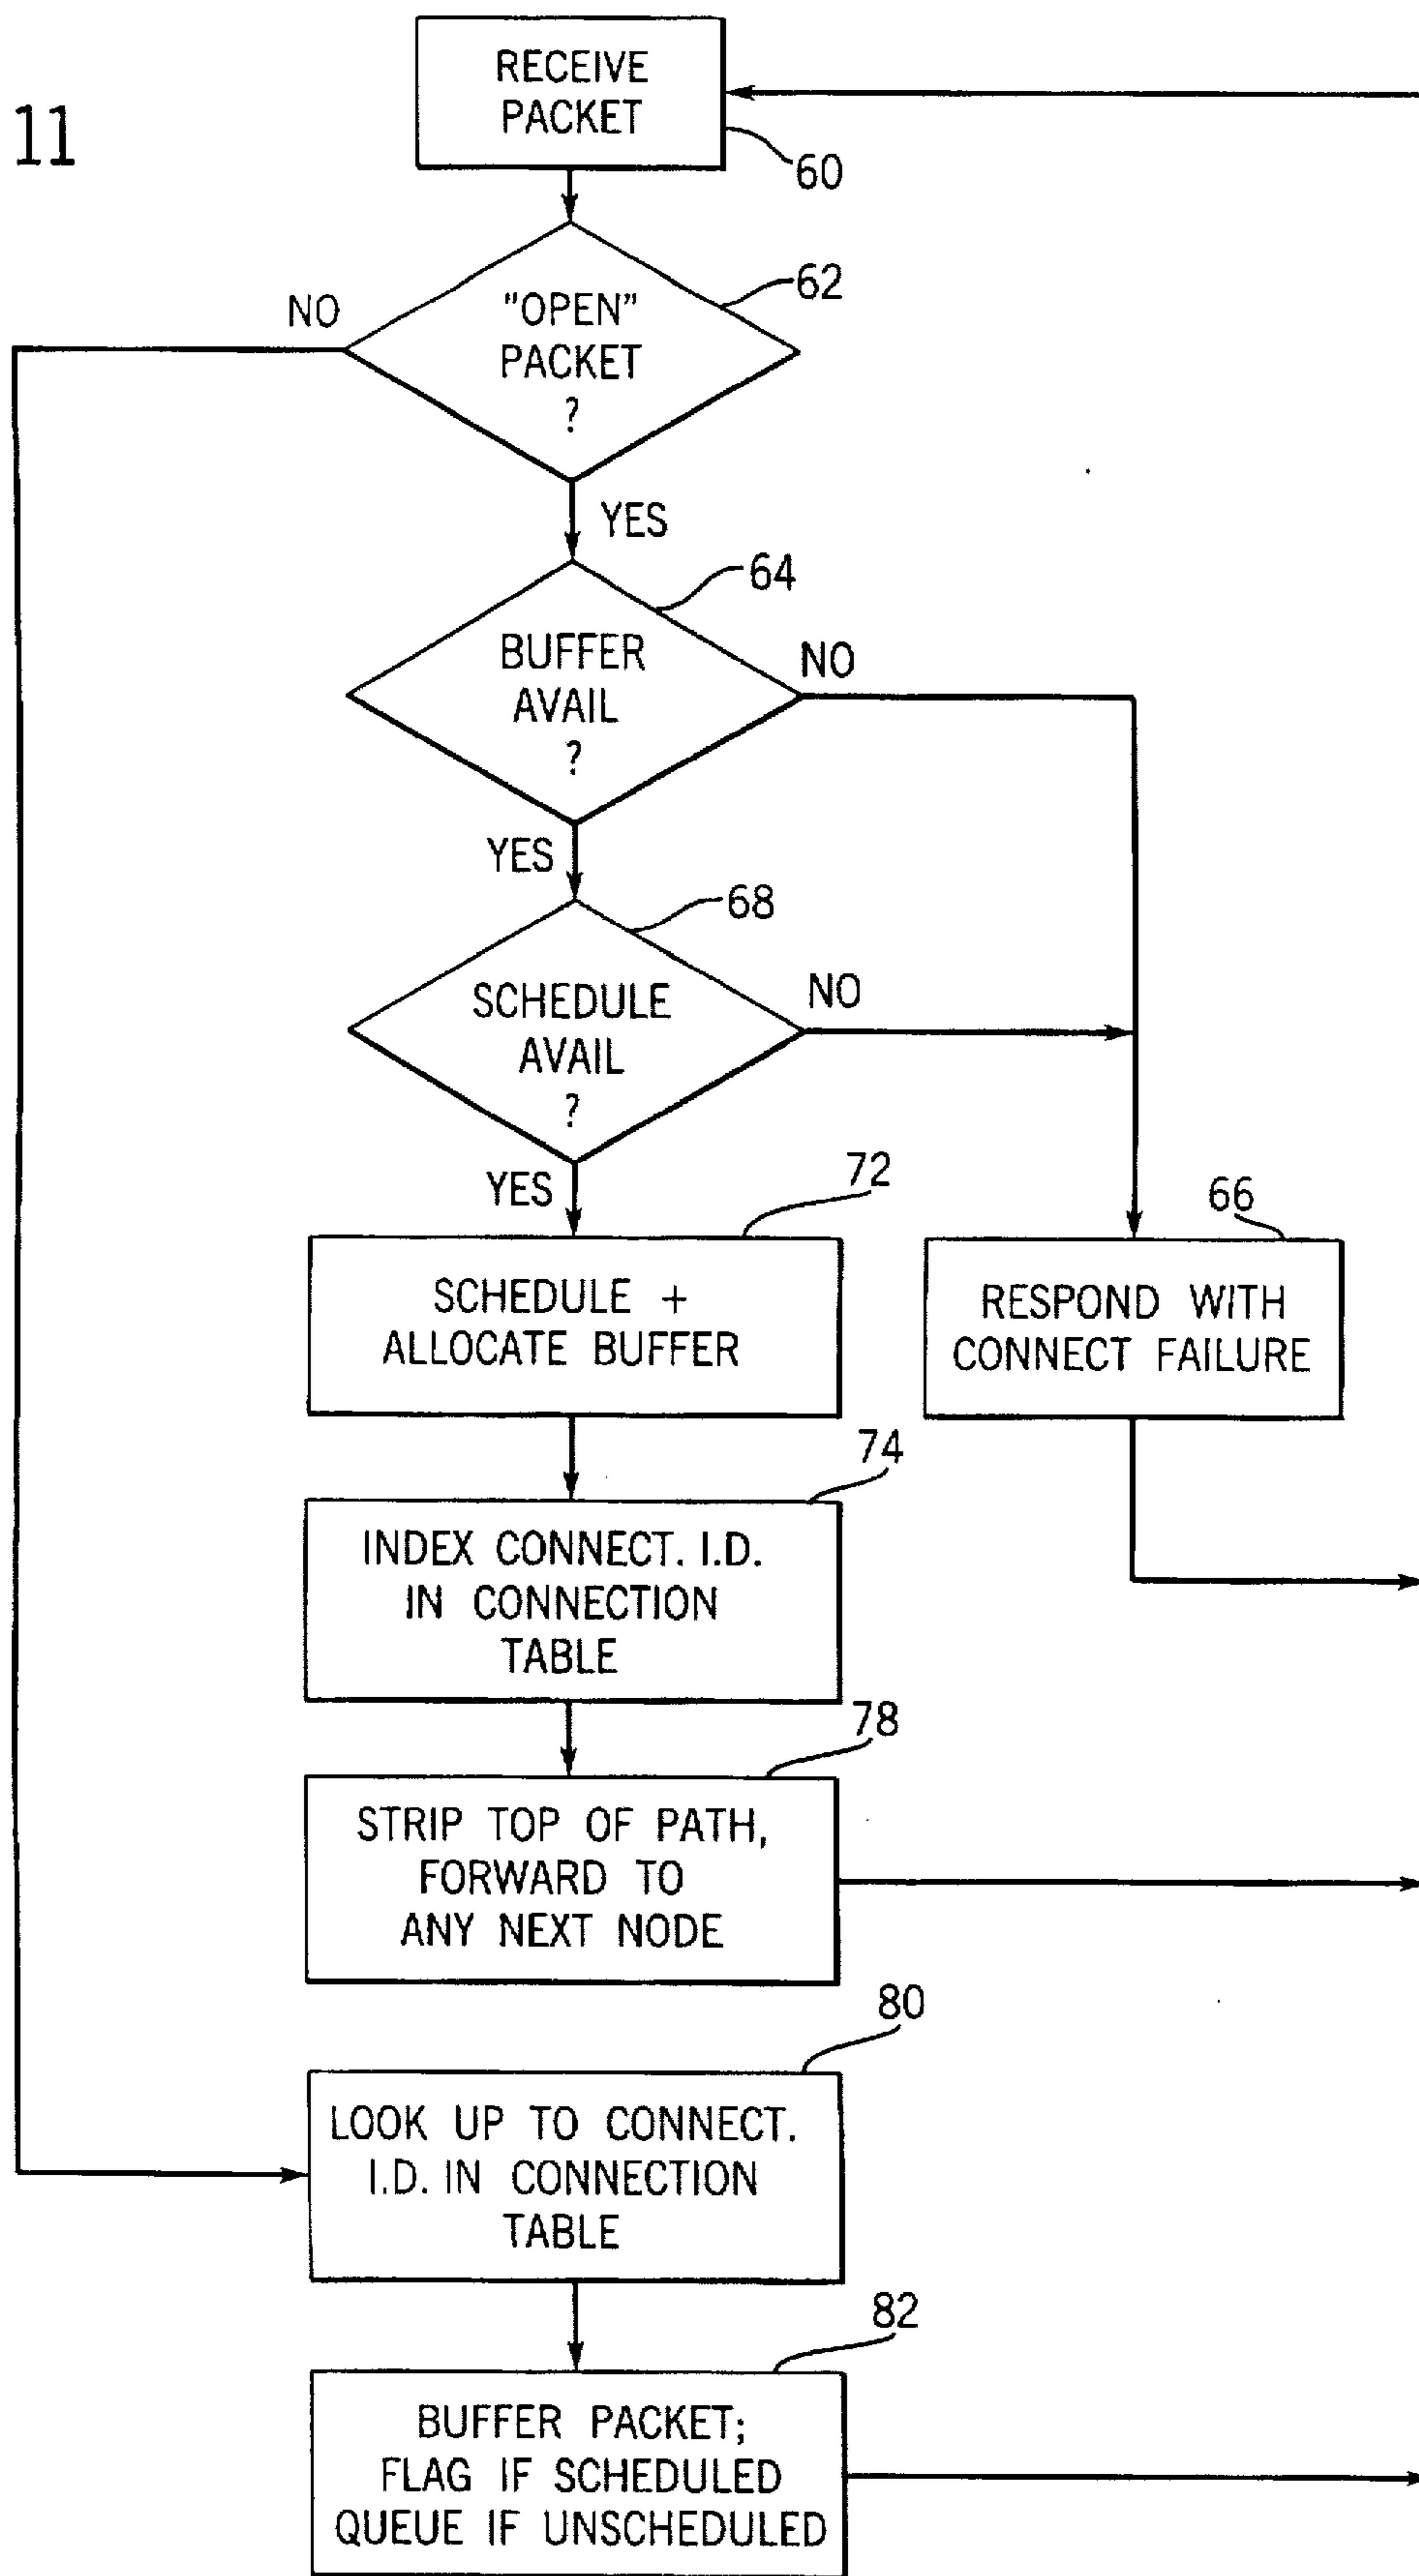 11
RECEIVE
PACKET
60
62
NO
"OPEN"
PACKET
?
YES
64
BUFFER
AVAIL
?
NO
YES
68
SCHEDULE
AVAIL
?
NO
YES
72
66
SCHEDULE +
ALLOCATE BUFFER
RESPOND WITH
CONNECT FAILURE
74
INDEX CONNECT. I.D.
IN CONNECTION
TABLE
78
STRIP TOP OF PATH,
FORWARD TO
ANY NEXT NODE
80
LOOK UP TO CONNECT.
I.D. IN CONNECTION
TABLE
82
BUFFER PACKET;
FLAG IF SCHEDULED
QUEUE IF UNSCHEDULED